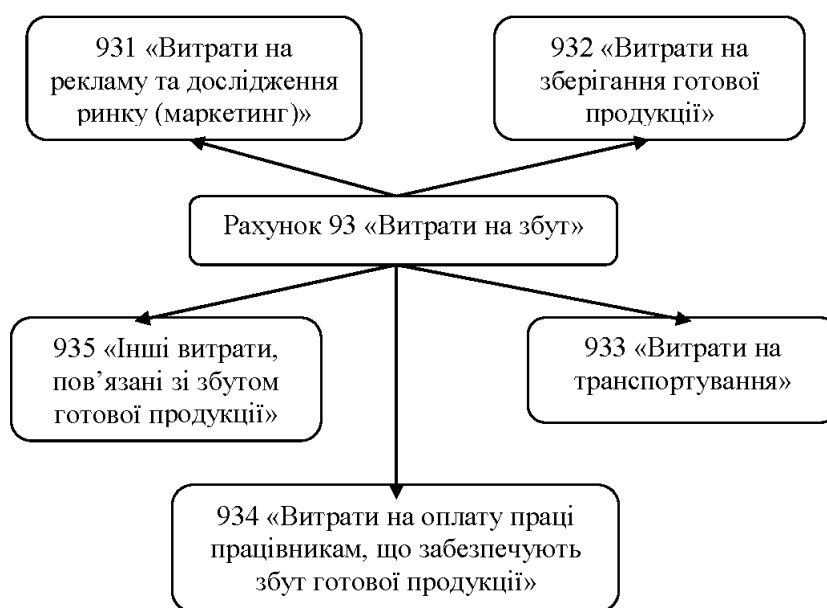 931 «Витрати на
рекламу та дослідження
ринку (маркетинг)»
932 «Витрати на
зберігання готової
продукції»
Рахунок 93 «Витрати на збут»
935 «Інші витрати,
пов’язані зі збутом
готової продукції»
933 «Витрати на
транспортування»
934 «Витрати на оплату праці
працівникам, що забезпечують
збут готової продукції»